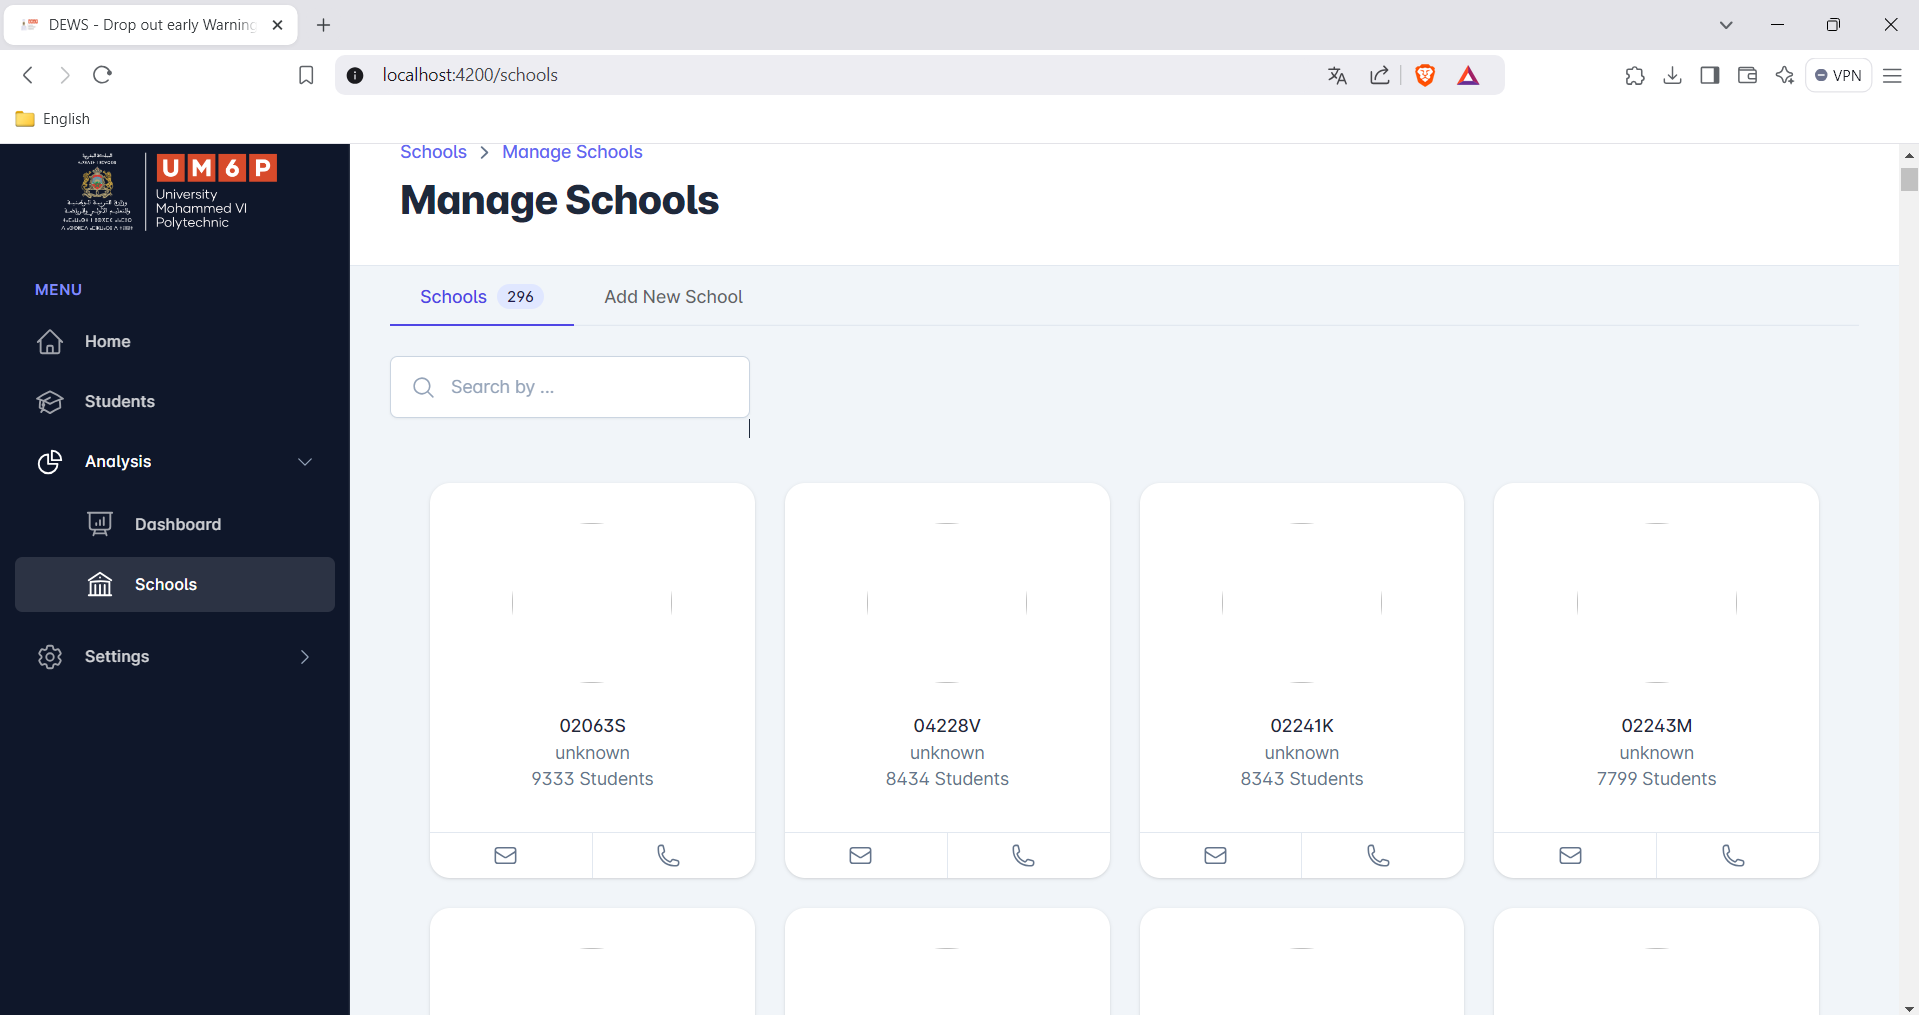 DEWS - Drop out early Warning
localhost:4200/schools
VPN
English
UM6P
University
Mohammed VI
Polytechnic
MENU
Home
Students
Analysis
Dashboard
Schools
Settings
Schools > Manage Schools
Manage Schools
Schools 296 Add New School
Search by ...
02063S
unknown
9333 Students
04228V
unknown
8434 Students
02241K
unknown
8343 Students
02243M
unknown
7799 Students